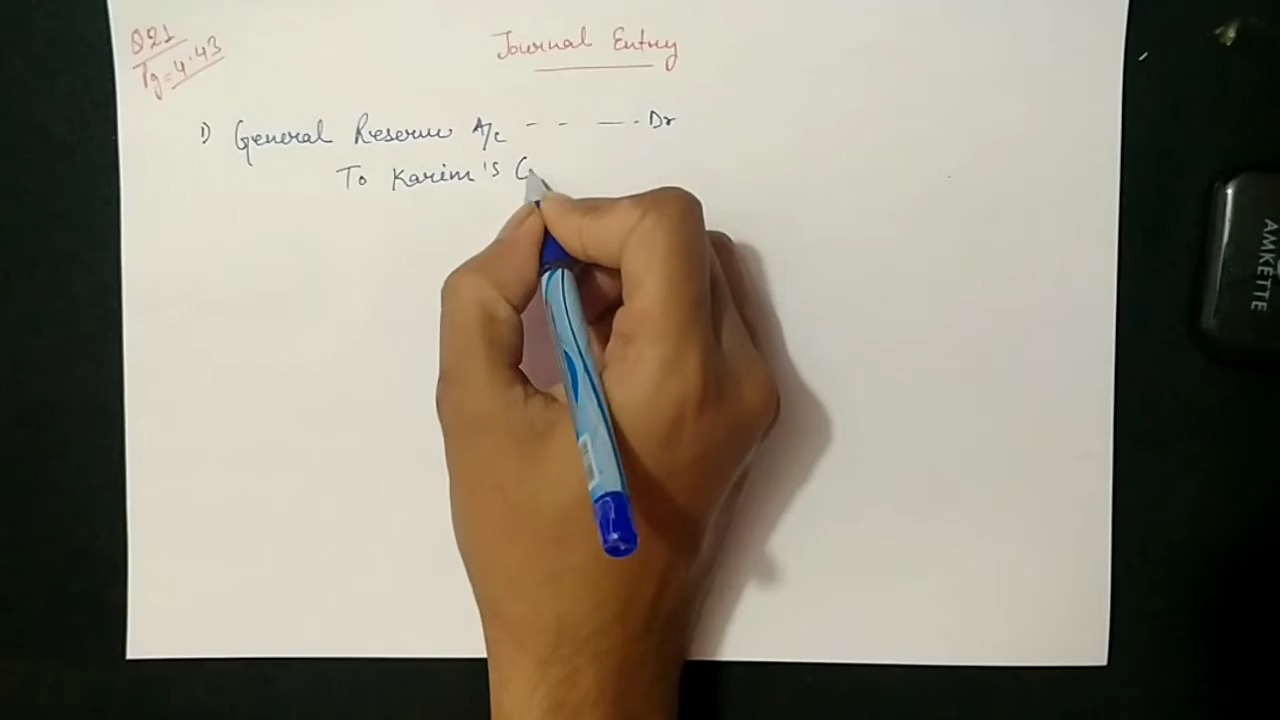 Q21
Pg = 4.43
Journal Entry
1) General Reserve A/c - - — . Dr
To Karim's C
AMKETTE